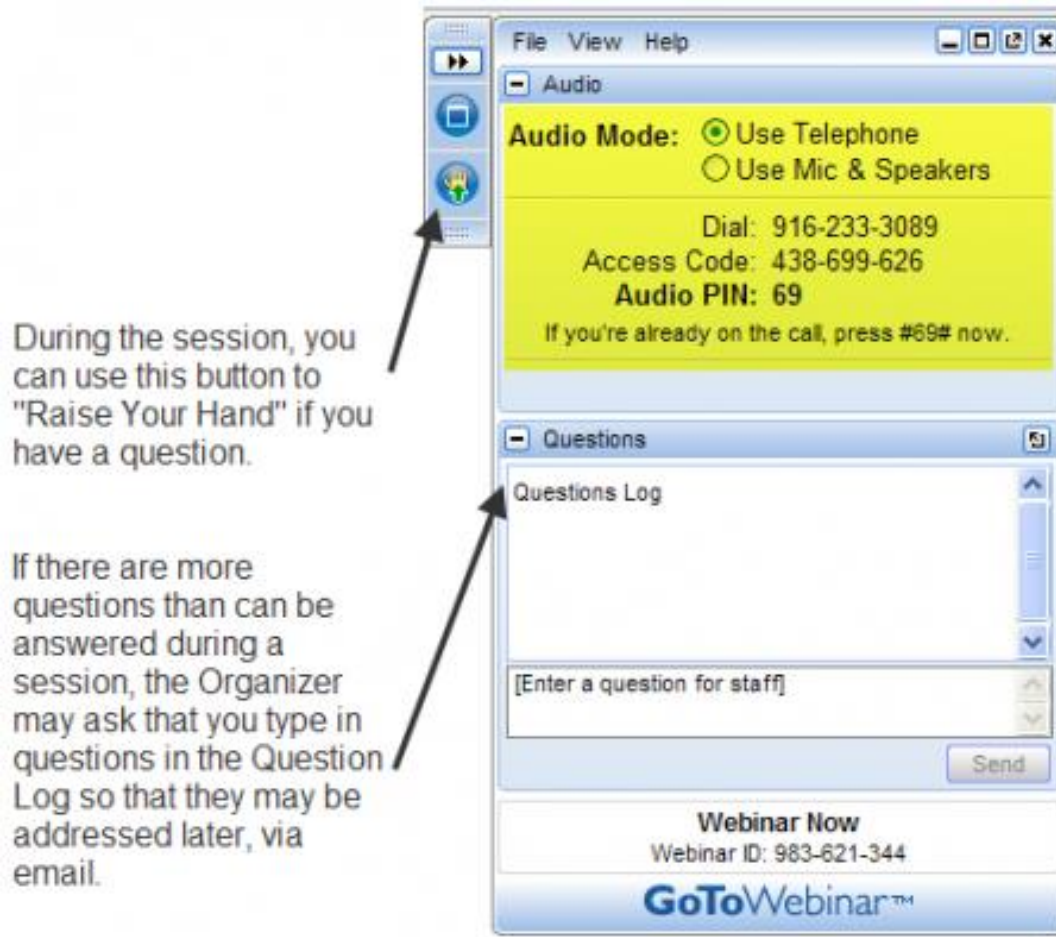 File View Help
Audio
Audio Mode: Use Telephone
Use Mic & Speakers
Dial: 916-233-3089
Access Code: 438-699-626
Audio PIN: 69
If you're already on the call, press #69# now.
During the session, you
can use this button to
"Raise Your Hand" if you
have a question.
Questions
Questions Log
If there are more
questions than can be
answered during a
session, the Organizer
may ask that you type in
questions in the Question
Log so that they may be
addressed later, via
email.
[Enter a question for staff]
Send
Webinar Now
Webinar ID: 983-621-344
GoToWebinar™